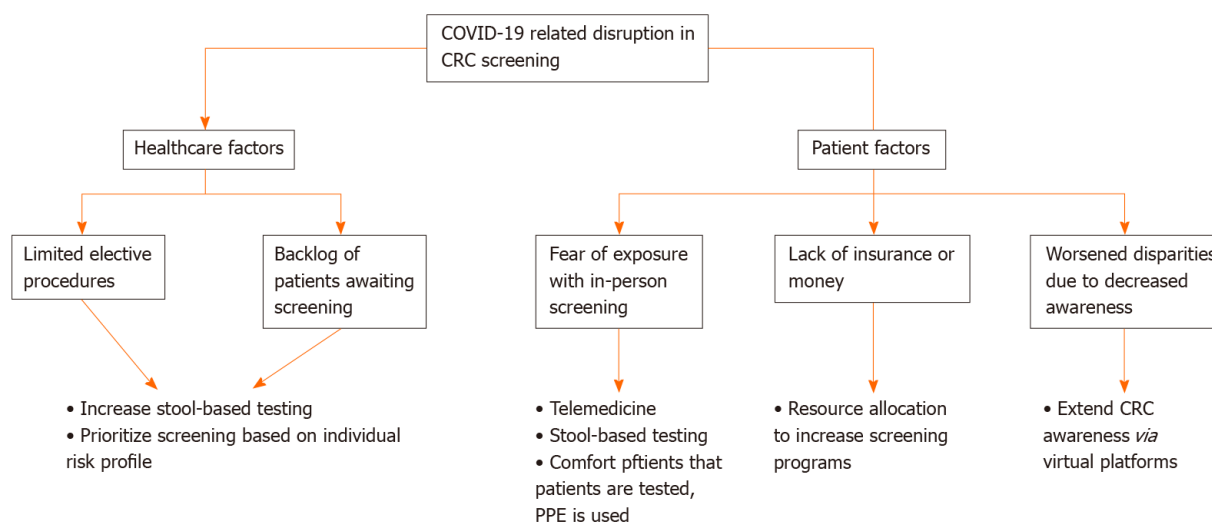 COVID-19 related disruption in
CRC screening
Healthcare factors
Patient factors
Limited elective
procedures
Backlog of
patients awaiting
screening
Fear of exposure
with in-person
screening
Lack of insurance or
money
Worsened disparities
due to decreased
awareness
• Increase stool-based testing
• Prioritize screening based on individual
risk profile
• Telemedicine
• Stool-based testing
• Comfort pftients that
patients are tested,
PPE is used
• Resource allocation
to increase screening
programs
• Extend CRC
awareness via
virtual platforms